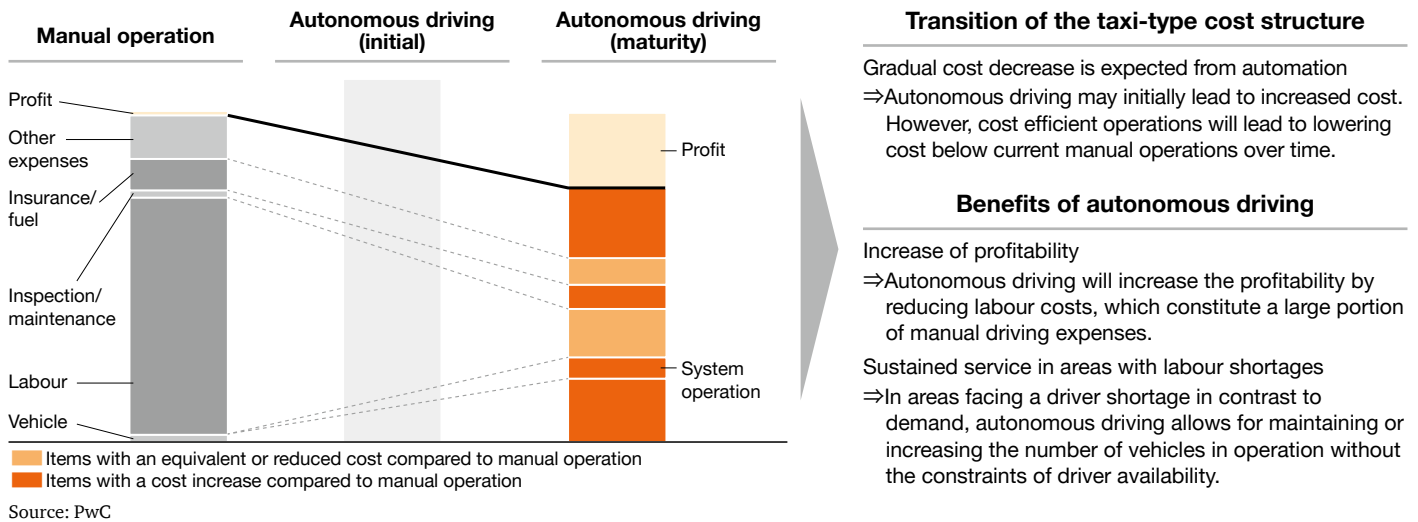 Manual operation
Autonomous driving
(initial)
Autonomous driving
(maturity)
Profit
Other
expenses
Insurance/
fuel
Inspection/
maintenance
Labour
Vehicle
Profit
System
operation
Items with an equivalent or reduced cost compared to manual operation
Items with a cost increase compared to manual operation
Source: PwC
Transition of the taxi-type cost structure
Gradual cost decrease is expected from automation
⇒Autonomous driving may initially lead to increased cost.
However, cost efficient operations will lead to lowering
cost below current manual operations over time.
Benefits of autonomous driving
Increase of profitability
⇒Autonomous driving will increase the profitability by
reducing labour costs, which constitute a large portion
of manual driving expenses.
Sustained service in areas with labour shortages
⇒In areas facing a driver shortage in contrast to
demand, autonomous driving allows for maintaining or
increasing the number of vehicles in operation without
the constraints of driver availability.